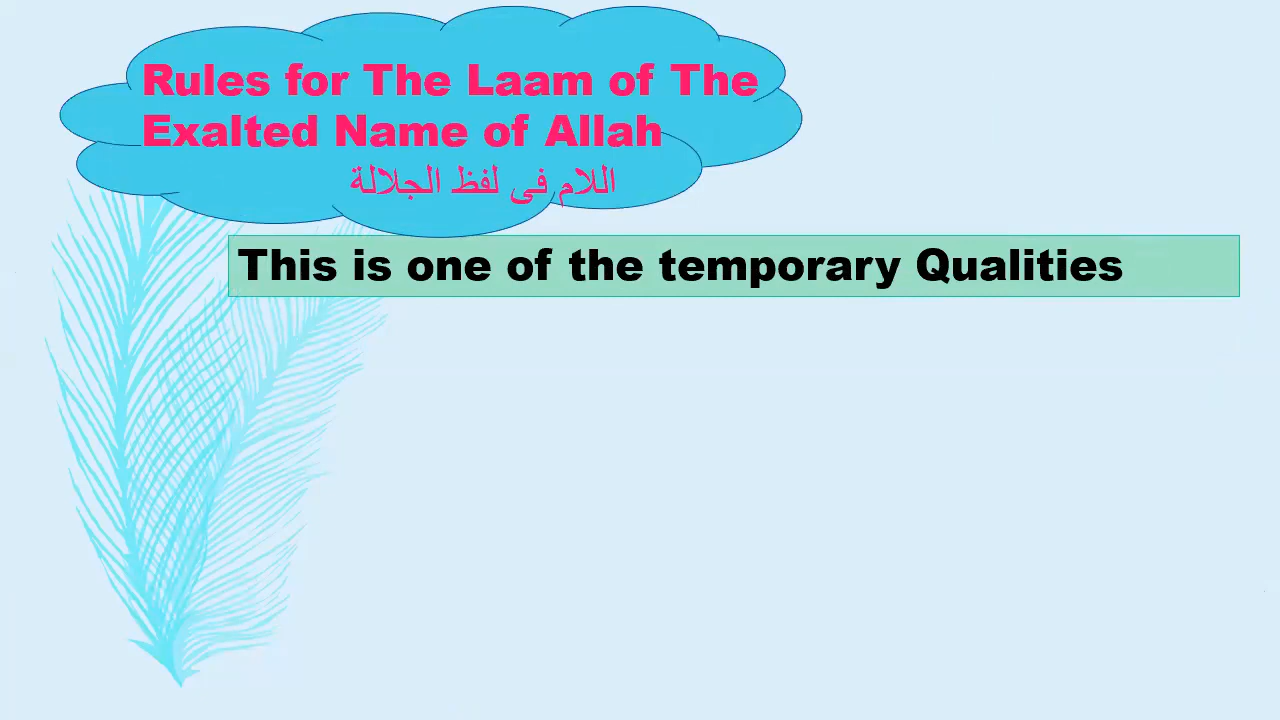 Rules for The Laam of The
Exalted Name of Allah
اللام فى لفظ الجلالة
This is one of the temporary Qualities